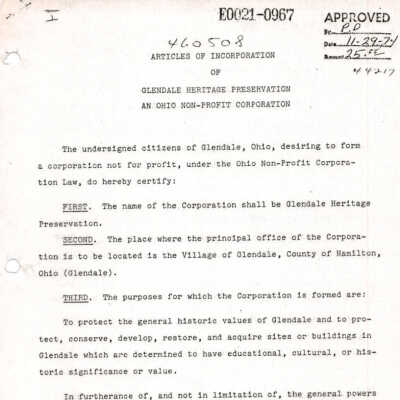 I
E0021-0967
APPROVED
By P.D
Date 11-29-74
Amount 25.00
460508
44217
ARTICLES OF INCORPORATION
OF
GLENDALE HERITAGE PRESERVATION
AN OHIO NON-PROFIT CORPORATION
The undersigned citizens of Glendale, Ohio, desiring to form
a corporation not for profit, under the Ohio Non-Profit Corpora-
tion Law, do hereby certify:
FIRST. The name of the Corporation shall be Glendale Heritage
Preservation.
SECOND. The place where the principal office of the Corpora-
tion is to be located is the Village of Glendale, County of Hamilton,
Ohio (Glendale).
THIRD. The purposes for which the Corporation is formed are:
To protect the general historic values of Glendale and to pro-
tect, conserve, develop, restore, and acquire sites or buildings in
Glendale which are determined to have educational, cultural, or his-
toric significance or value.
In furtherance of, and not in limitation of, the general powers